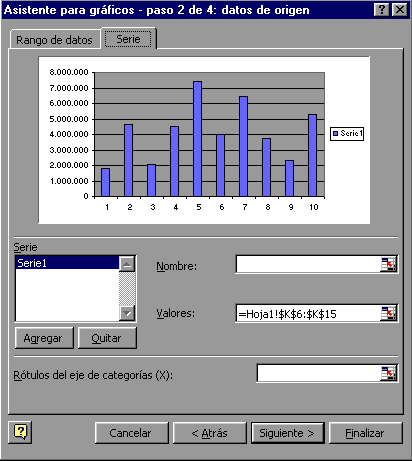 Asistente para gráficos - paso 2 de 4: datos de origen
Rango de datos
Serie
8.000.000
7.000.000
6.000.000
5.000.000
4.000.000
3.000.000
2.000.000
1.000.000
0
1 2 3 4 5 6 7 8 9 10
Serie1
Serie
Serie1
Nombre:
Valores:
=Hoja1!$K$6:$K$15
Agregar
Quitar
Rótulos del eje de categorías (X):
?
Cancelar
< Atrás
Siguiente >
Finalizar